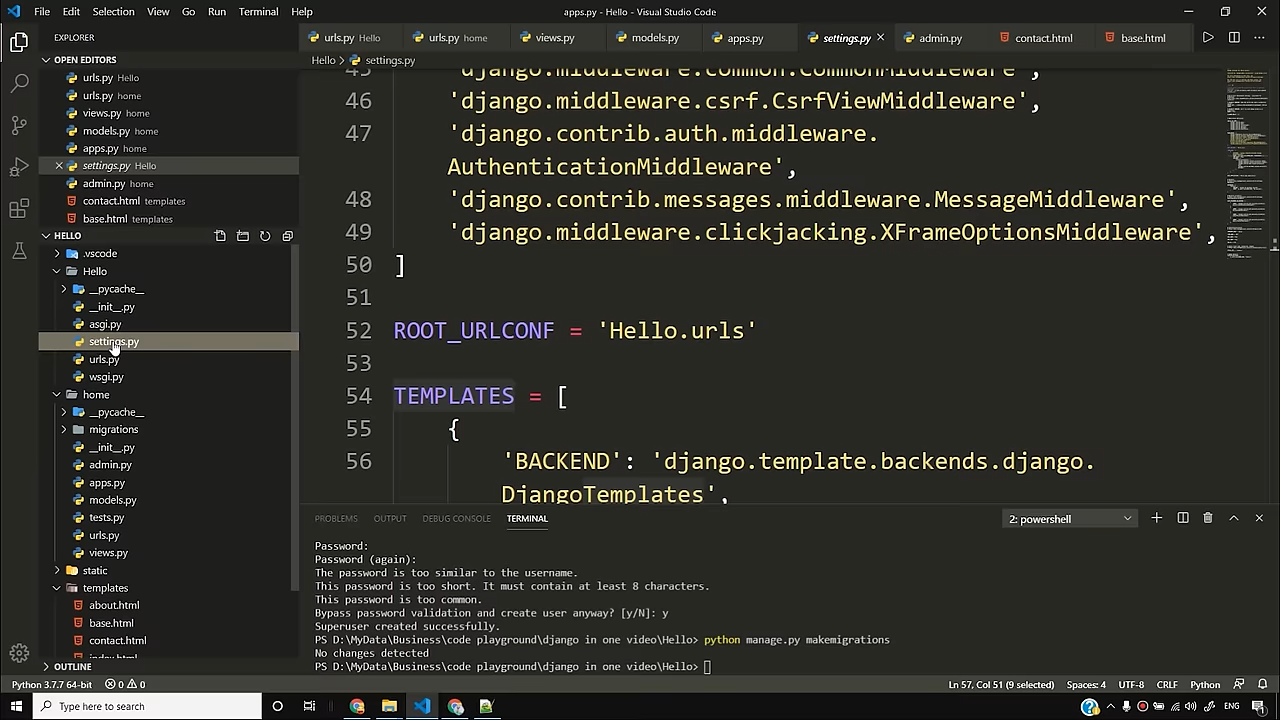 File Edit Selection View Go Run Terminal Help
apps.py - Hello - Visual Studio Code
EXPLORER
urls.py Hello
urls.py home
views.py
models.py
apps.py
settings.py
admin.py
contact.html
base.html
OPEN EDITORS
urls.py Hello
urls.py home
views.py home
models.py home
apps.py home
settings.py Hello
admin.py home
contact.html templates
base.html templates
HELLO
.vscode
Hello
__pycache__
__init__.py
asgi.py
settings.py
urls.py
wsgi.py
home
__pycache__
migrations
__init__.py
admin.py
apps.py
models.py
tests.py
urls.py
views.py
static
templates
about.html
base.html
contact.html
index.html
OUTLINE
Hello > settings.py
45 'django.middleware.common.CommonMiddleware',
46 'django.middleware.csrf.CsrfViewMiddleware',
47 'django.contrib.auth.middleware.
AuthenticationMiddleware',
48 'django.contrib.messages.middleware.MessageMiddleware',
49 'django.middleware.clickjacking.XFrameOptionsMiddleware',
50 ]
51
52 ROOT_URLCONF = 'Hello.urls'
53
54 TEMPLATES = [
55 {
56 'BACKEND': 'django.template.backends.django.
DjangoTemplates',
PROBLEMS OUTPUT DEBUG CONSOLE TERMINAL
2: powershell
Password:
Password (again):
The password is too similar to the username.
This password is too short. It must contain at least 8 characters.
This password is too common.
Bypass password validation and create user anyway? [y/N]: y
Superuser created successfully.
PS D:\MyData\Business\code playground\django in one video\Hello> python manage.py makemigrations
No changes detected
PS D:\MyData\Business\code playground\django in one video\Hello>
Python 3.7.7 64-bit 0 0
Ln 57, Col 51 (9 selected) Spaces: 4 UTF-8 CRLF Python
Type here to search
ENG